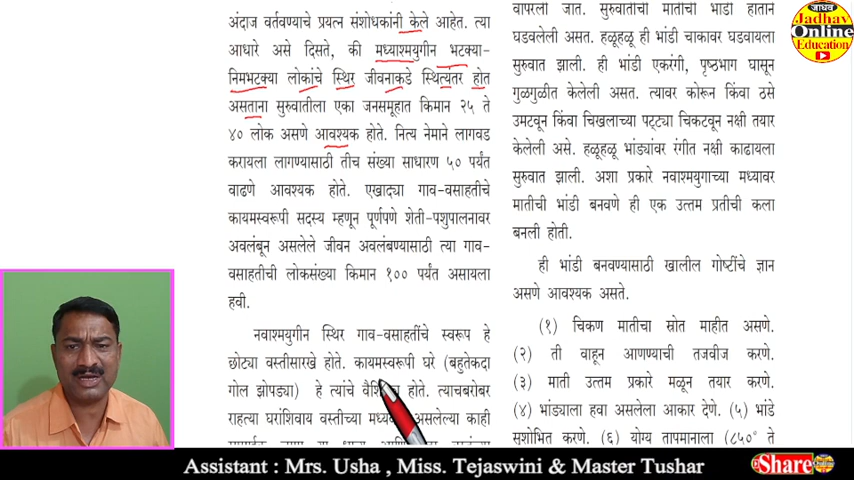 अंदाज वर्तवण्याचे प्रयत्न संशोधकांनी केले आहेत. त्या
आधारे असे दिसते, की मध्याश्मयुगीन भटक्या-
निमभटक्या लोकांचे स्थिर जीवनाकडे स्थित्यंतर होत
असताना सुरुवातीला एका जनसमूहात किमान २५ ते
४० लोक असणे आवश्यक होते. नित्य नेमाने लागवड
करायला लागण्यासाठी तीच संख्या साधारण ५० पर्यंत
वाढणे आवश्यक होते. एखाद्या गाव-वसाहतीचे
कायमस्वरूपी सदस्य म्हणून पूर्णपणे शेती-पशुपालनावर
अवलंबून असलेले जीवन अवलंबण्यासाठी त्या गाव-
वसाहतीची लोकसंख्या किमान १०० पर्यंत असायला
हवी.
नवाश्मयुगीन स्थिर गाव-वसाहतींचे स्वरूप हे
छोट्या वस्तीसारखे होते. कायमस्वरूपी घरे (बहुतेकदा
गोल झोपड्या) हे त्यांचे होते. त्याचबरोबर
राहत्या घरांशिवाय वस्तीच्या असलेल्या काही
वापरली जात. सुरुवातीची मातीची भांडी हातान
घडवलेली असत. हळूहळू ही भांडी चाकावर घडवायला
सुरुवात झाली. ही भांडी एकरंगी, पृष्ठभाग घासून
गुळगुळीत केलेली असत. त्यावर कोरून किंवा ठसे
उमटवून किंवा चिखलाच्या पट्ट्या चिकटवून नक्षी तयार
केलेली असे. हळूहळू भांड्यांवर रंगीत नक्षी काढायला
सुरुवात झाली. अशा प्रकारे नवाश्मयुगाच्या मध्यावर
मातीची भांडी बनवणे ही एक उत्तम प्रतीची कला
बनली होती.
ही भांडी बनवण्यासाठी खालील गोष्टींचे ज्ञान
असणे आवश्यक असते.
(१) चिकण मातीचा स्रोत माहीत असणे.
(२) ती वाहून आणण्याची तजवीज करणे.
(३) माती उत्तम प्रकारे मळून तयार करणे.
(४) भांड्याला हवा असलेला आकार देणे. (५) भांडे
सुशोभित करणे. (६) योग्य तापमानाला (८५०° ते
जाधव
Jadhav
Online
Education
Assistant : Mrs. Usha , Miss. Tejaswini & Master Tushar
Share